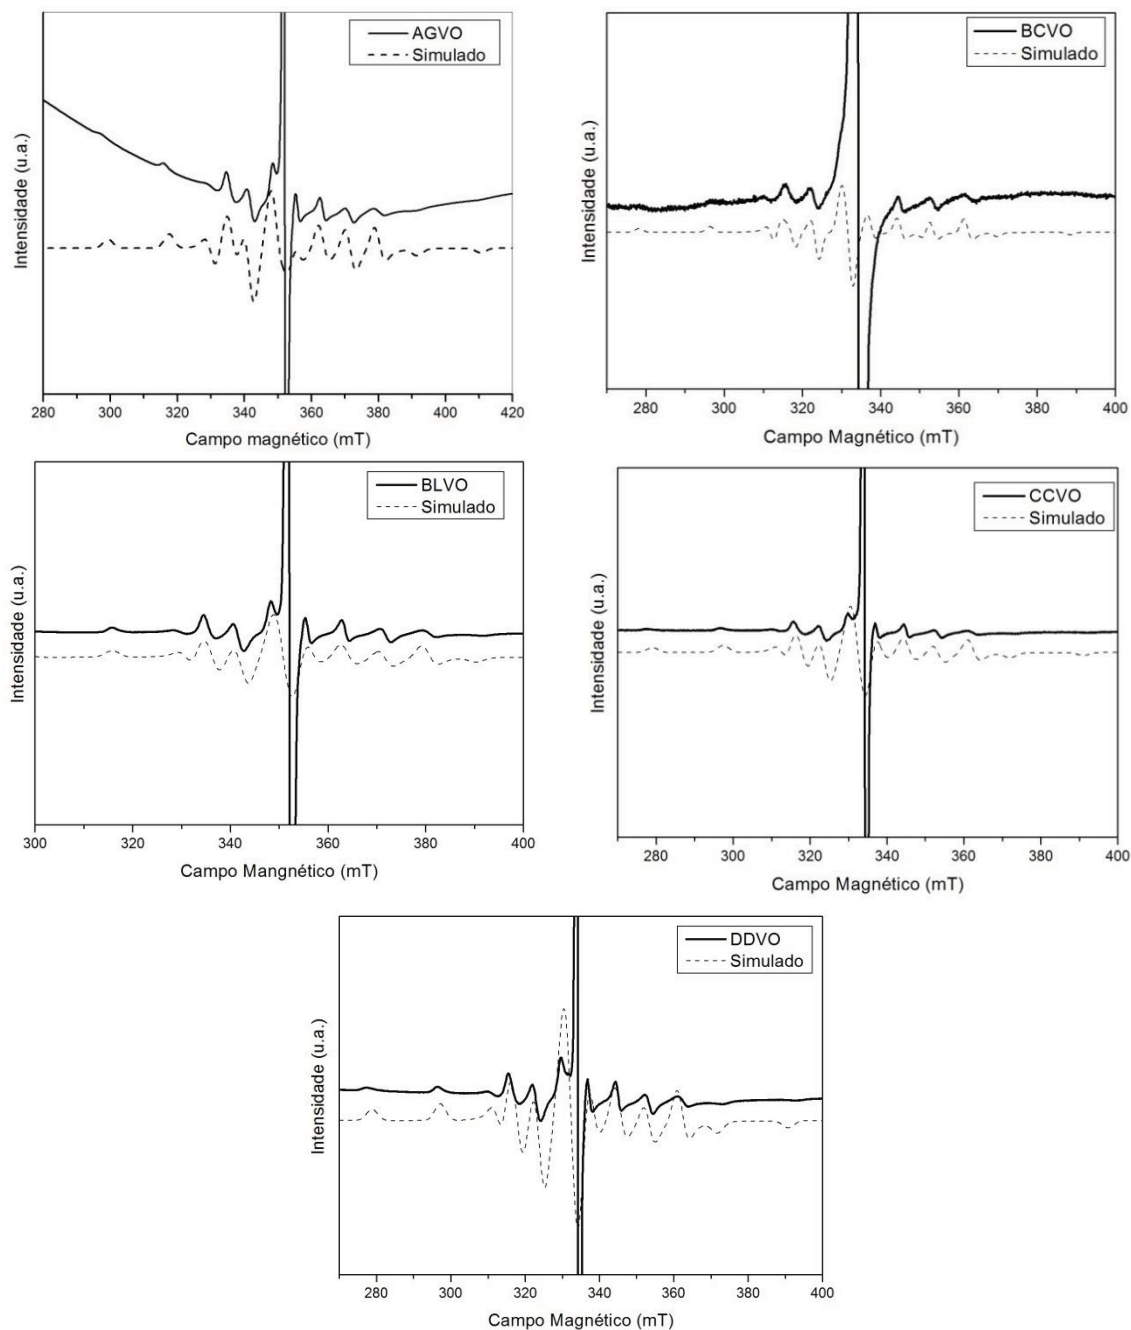 AGVO
Simulado
Intensidade (u.a.)
280 300 320 340 360 380 400 420
Campo magnético (mT)
BCVO
Simulado
Intensidade (u.a.)
280 300 320 340 360 380 400
Campo Magnético (mT)
BLVO
Simulado
Intensidade (u.a.)
300 320 340 360 380 400
Campo Mangnético (mT)
CCVO
Simulado
Intensidade (u.a.)
280 300 320 340 360 380 400
Campo Magnético (mT)
DDVO
Simulado
Intensidade (u.a.)
280 300 320 340 360 380 400
Campo Magnético (mT)